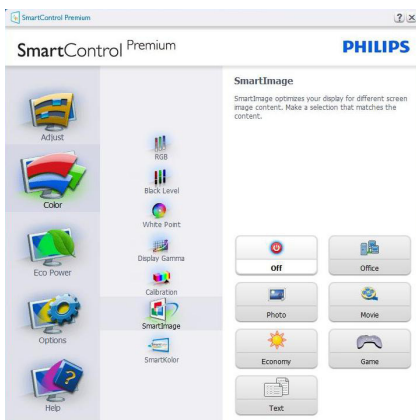 SmartControl Premium
SmartControl Premium
PHILIPS
Adjust
Color
Eco Power
Options
Help
RGB
Black Level
White Point
Display Gamma
Calibration
SmartImage
SmartKolor
SmartImage
SmartImage optimizes your display for different screen
image content. Make a selection that matches the
content.
Off
Office
Photo
Movie
Economy
Game
Text